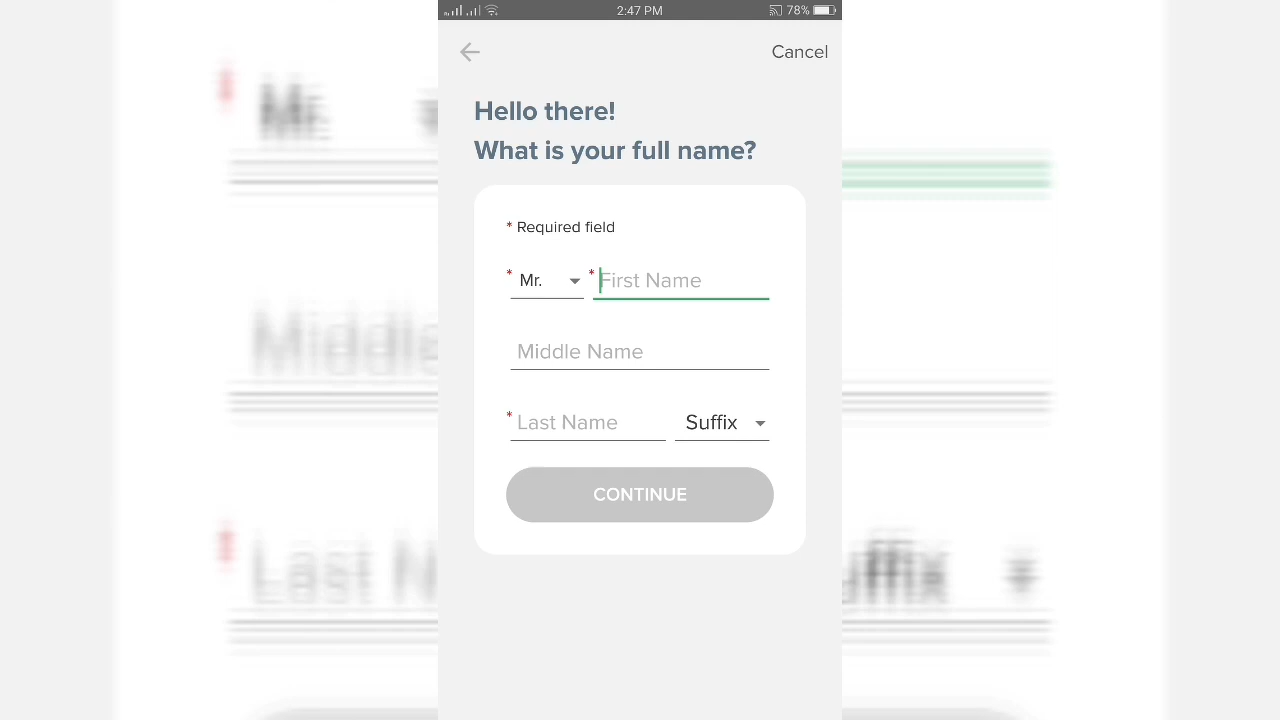 2:47 PM
78%
Cancel
Hello there!
What is your full name?
* Required field
* Mr. * First Name
Middle Name
* Last Name Suffix
CONTINUE